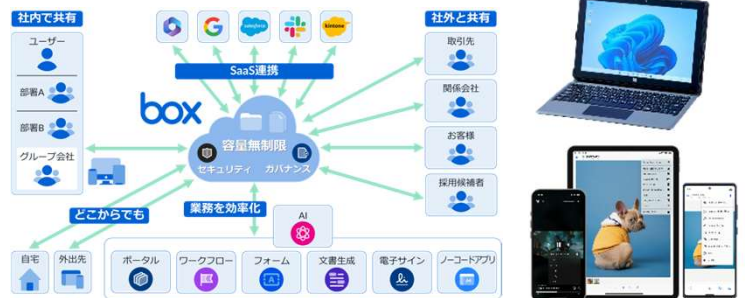 社内で共有
ユーザー
部署A
部署B
グループ会社
salesforce
kintone
SaaS連携
box
容量無制限
セキュリティ
ガバナンス
社外と共有
取引先
関係会社
お客様
採用候補者
どこからでも
業務を効率化
自宅
外出先
AI
ポータル
ワークフロー
フォーム
文書生成
電子サイン
ノーコードアプリ